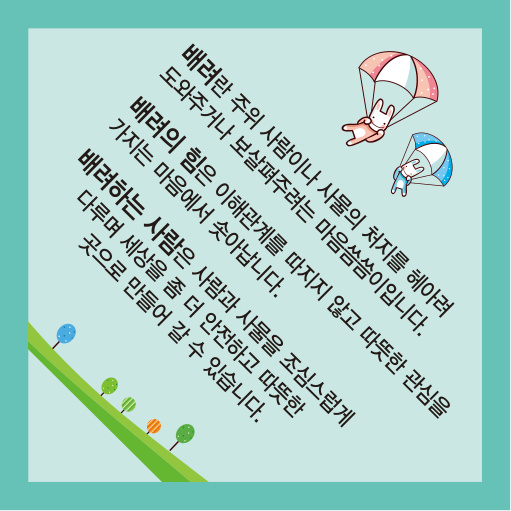 배려란 주위 사람이나 사물의 처지를 헤아려
도와주거나 보살펴주려는 마음씀씀이입니다.
배려의 힘은 이해관계를 따지지 않고 따뜻한 관심을
가지는 마음에서 솟아납니다.
배려하는 사람은 사람과 사물을 조심스럽게
다루며 세상을 좀 더 안전하고 따뜻한
곳으로 만들어 갈 수 있습니다.